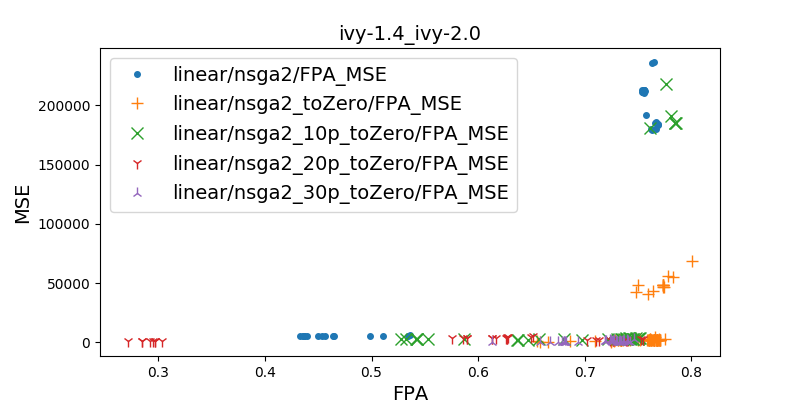 ivy-1.4_ivy-2.0
linear/nsga2/FPA_MSE
linear/nsga2_toZero/FPA_MSE
linear/nsga2_10p_toZero/FPA_MSE
linear/nsga2_20p_toZero/FPA_MSE
linear/nsga2_30p_toZero/FPA_MSE
MSE
200000
150000
100000
50000
0
0.3 0.4 0.5 0.6 0.7 0.8
FPA